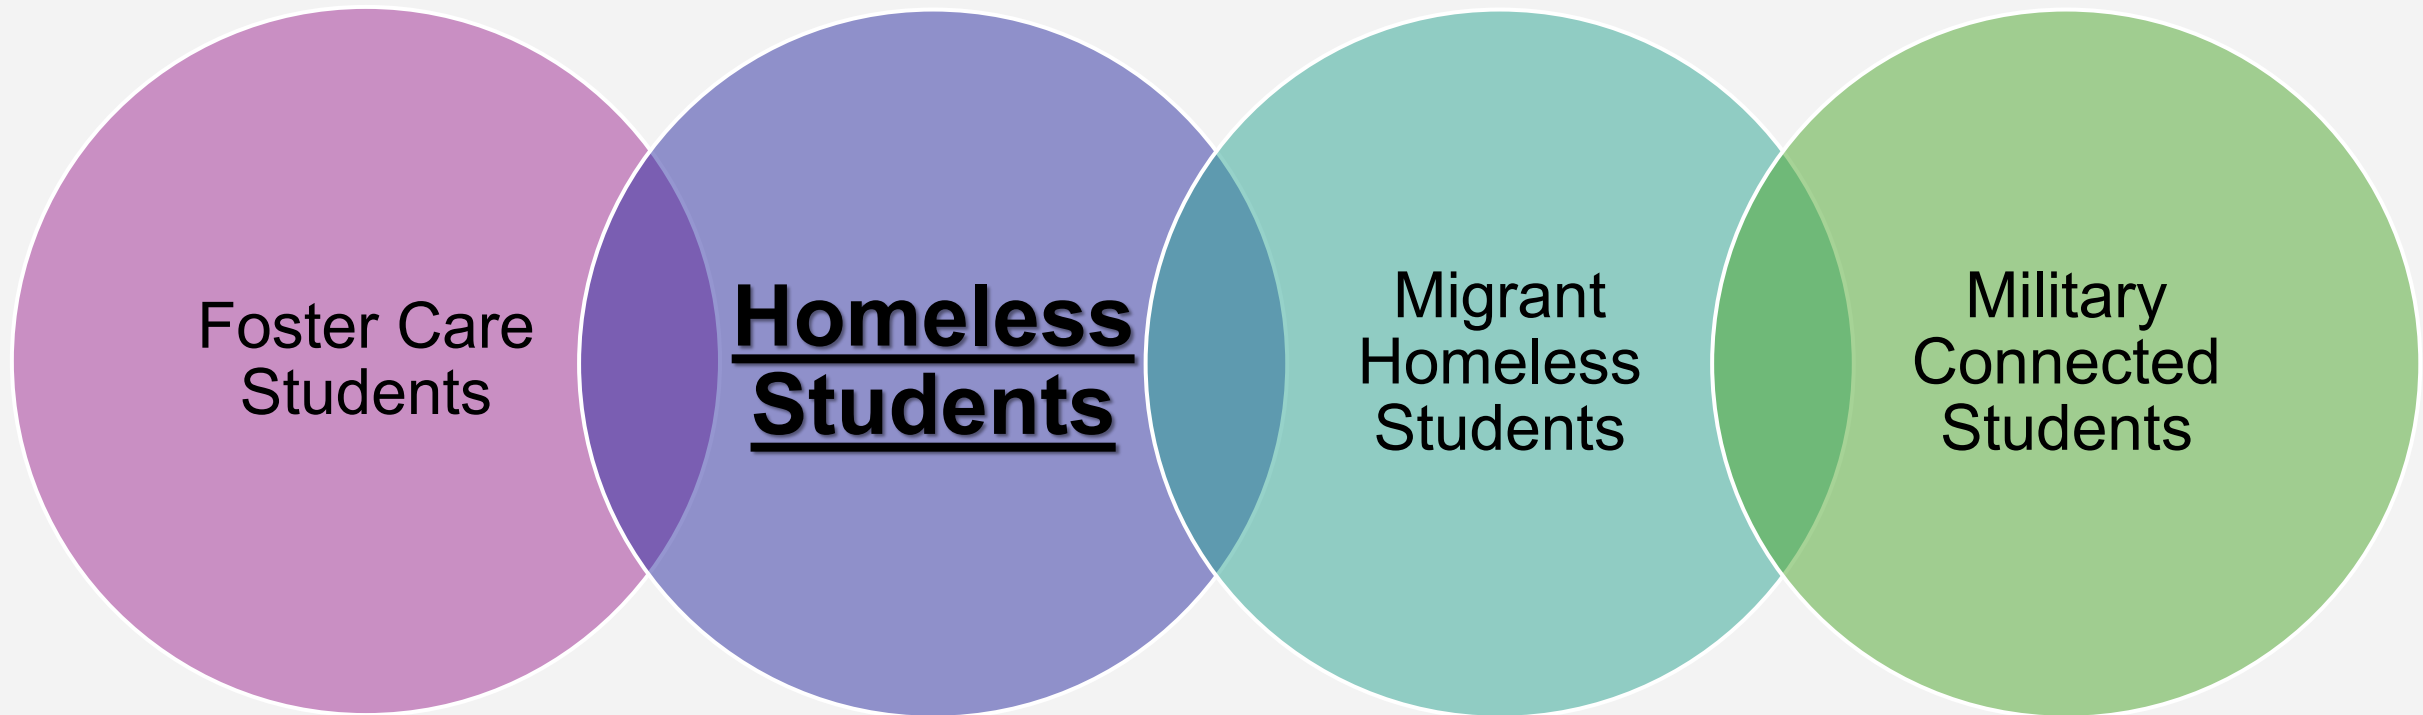 Foster Care
Students
Homeless
Students
Migrant
Homeless
Students
Military
Connected
Students